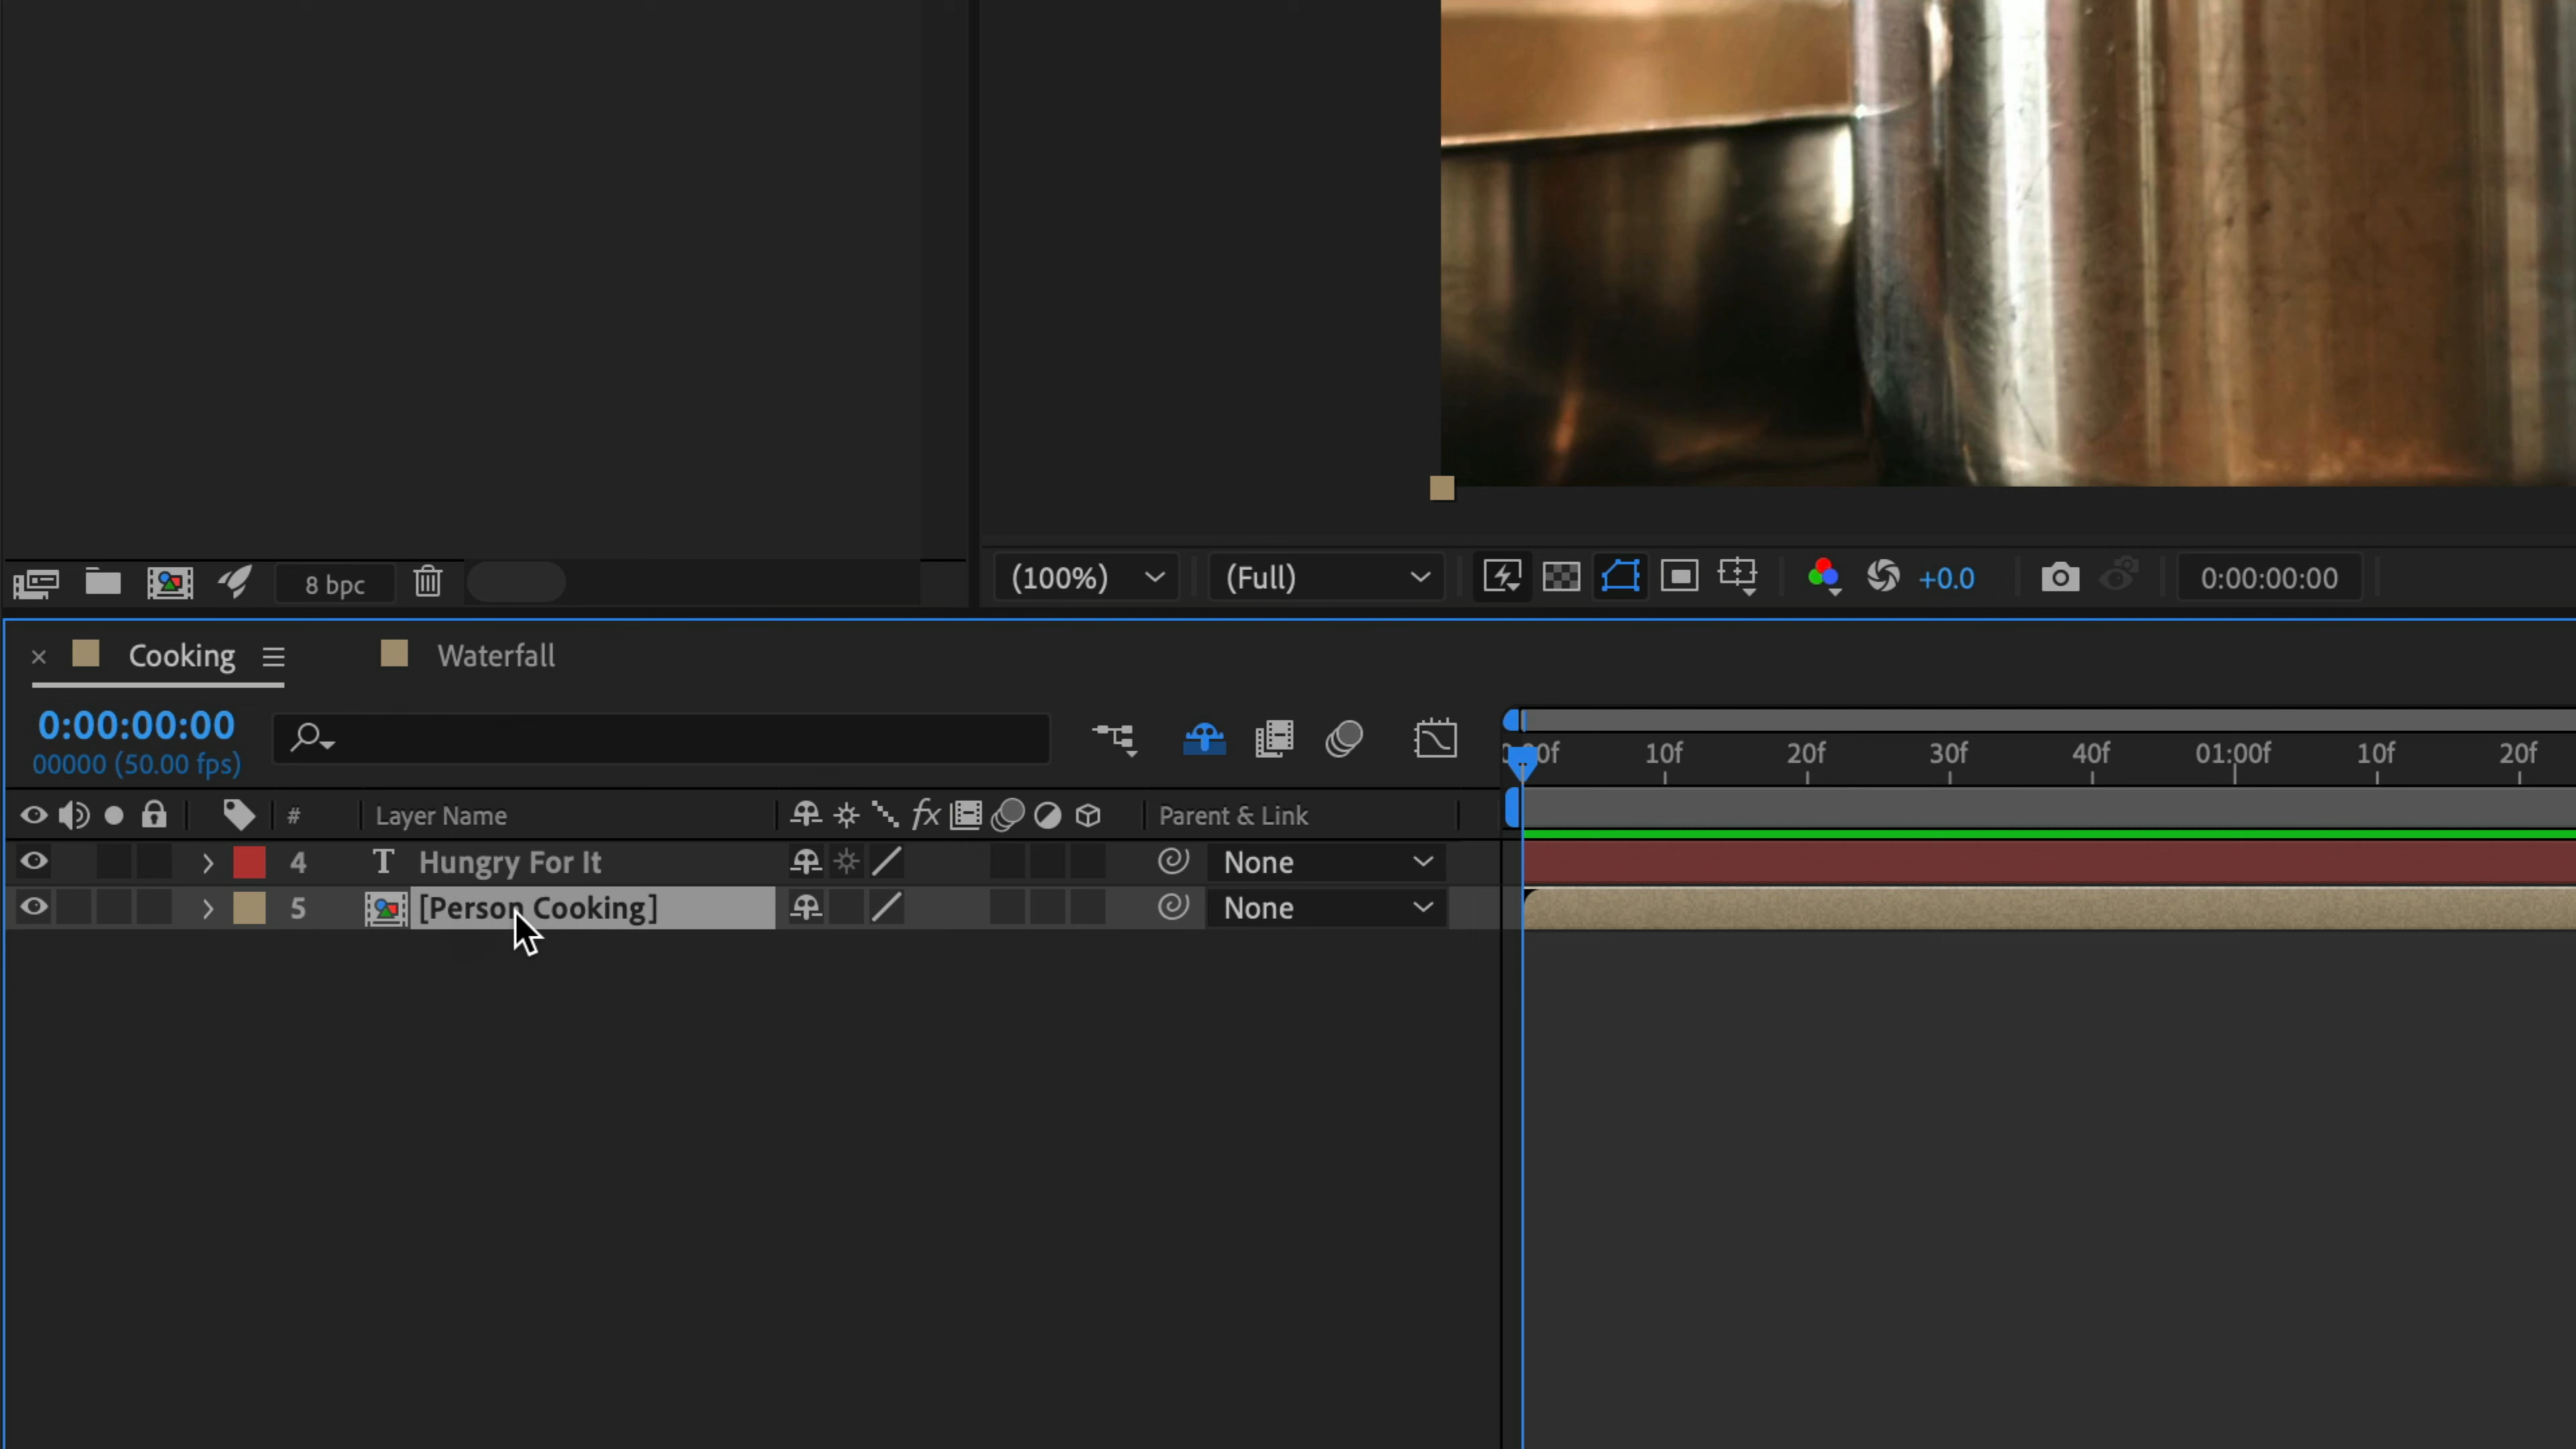 8 bpc
(100%) (Full) +0.0 0:00:00:00
Cooking Waterfall
0:00:00:00
00000 (50.00 fps)
10f 20f 30f 40f 01:00f 10f 20f
# Layer Name fx Parent & Link
4 T Hungry For It None
5 [Person Cooking] None